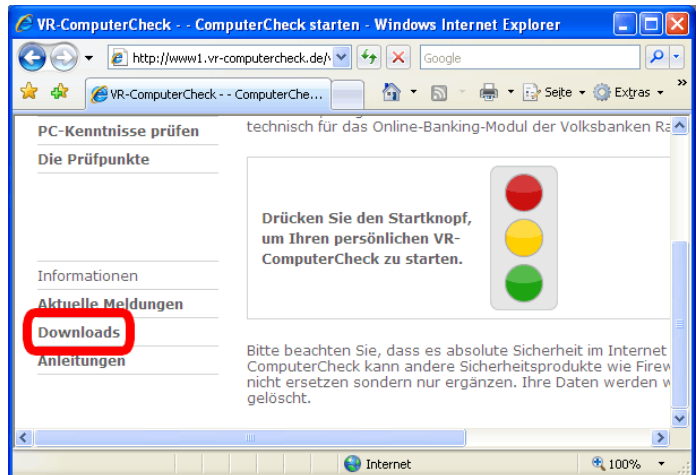 VR-ComputerCheck - - ComputerCheck starten - Windows Internet Explorer
http://www1.vr-computercheck.de/
Google
VR-ComputerCheck - - ComputerChe...
Seite
Extras
»
PC-Kenntnisse prüfen
technisch für das Online-Banking-Modul der Volksbanken
Die Prüfpunkte
Drücken Sie den Startknopf,
um Ihren persönlichen VR-
ComputerCheck zu starten.
Informationen
Aktuelle Meldungen
Downloads
Anleitungen
Bitte beachten Sie, dass es absolute Sicherheit im Internet
ComputerCheck kann andere Sicherheitsprodukte wie Firew
nicht ersetzen sondern nur ergänzen. Ihre Daten werden w
gelöscht.
Internet
100%